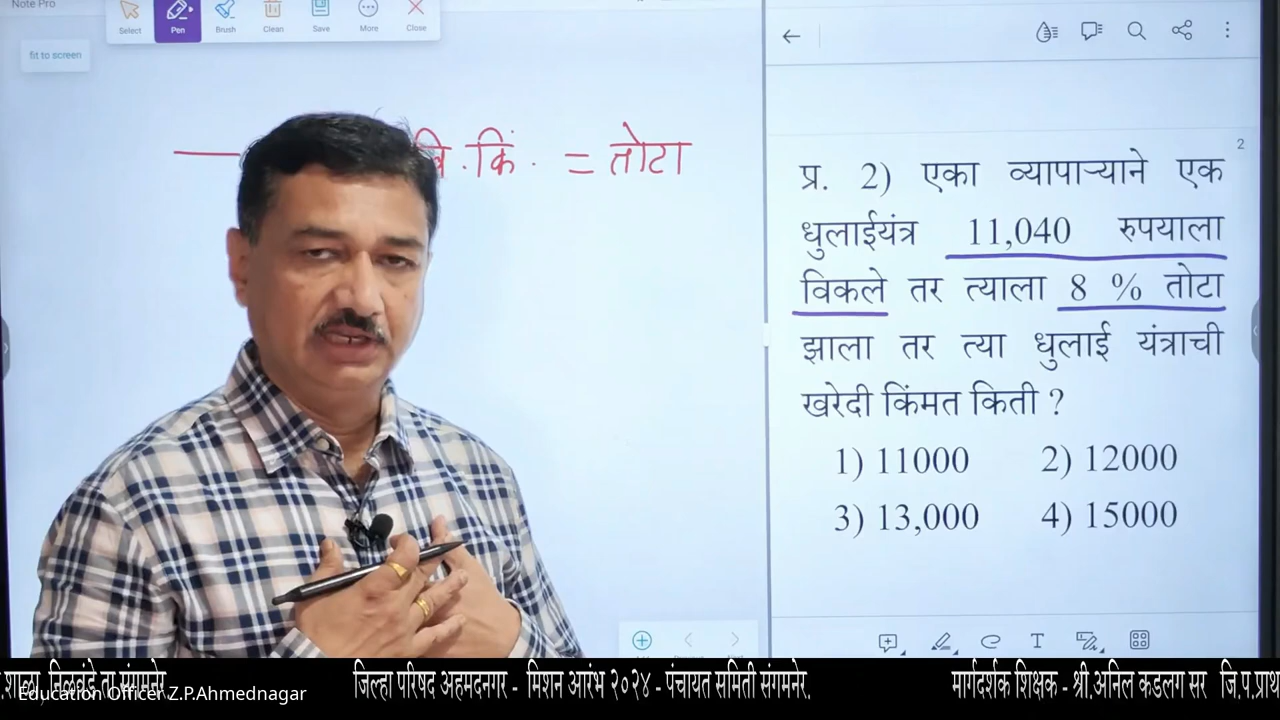 Note Pro
Select
Pen
Brush
Clean
Save
More
Close
fit to screen
वि.किं. = तोटा
2
प्र. 2) एका व्यापाऱ्याने एक
धुलाईयंत्र 11,040 रुपयाला
विकले तर त्याला 8 % तोटा
झाला तर त्या धुलाई यंत्राची
खरेदी किंमत किती ?
1) 11000 2) 12000
3) 13,000 4) 15000
शाळा, निळवंडे ता.संगमनेर. जिल्हा परिषद अहमदनगर - मिशन आरंभ २०२४ - पंचायत समिती संगमनेर. मार्गदर्शक शिक्षक - श्री.अनिल कडलग सर जि.प.प्राथ
Education Officer Z.P.Ahmednagar